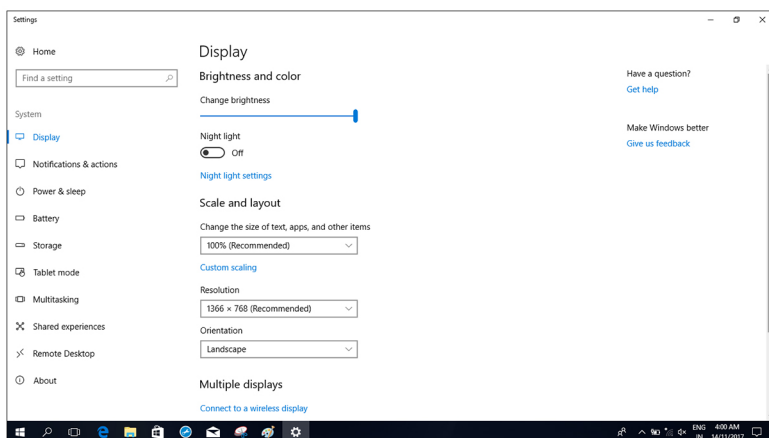 Settings
Home
Find a setting
System
Display
Notifications & actions
Power & sleep
Battery
Storage
Tablet mode
Multitasking
Shared experiences
Remote Desktop
About
Display
Brightness and color
Change brightness
Night light
Off
Night light settings
Scale and layout
Change the size of text, apps, and other items
100% (Recommended)
Custom scaling
Resolution
1366 × 768 (Recommended)
Orientation
Landscape
Multiple displays
Connect to a wireless display
Have a question?
Get help
Make Windows better
Give us feedback
ENG 4:00 AM
IN 14/11/2017